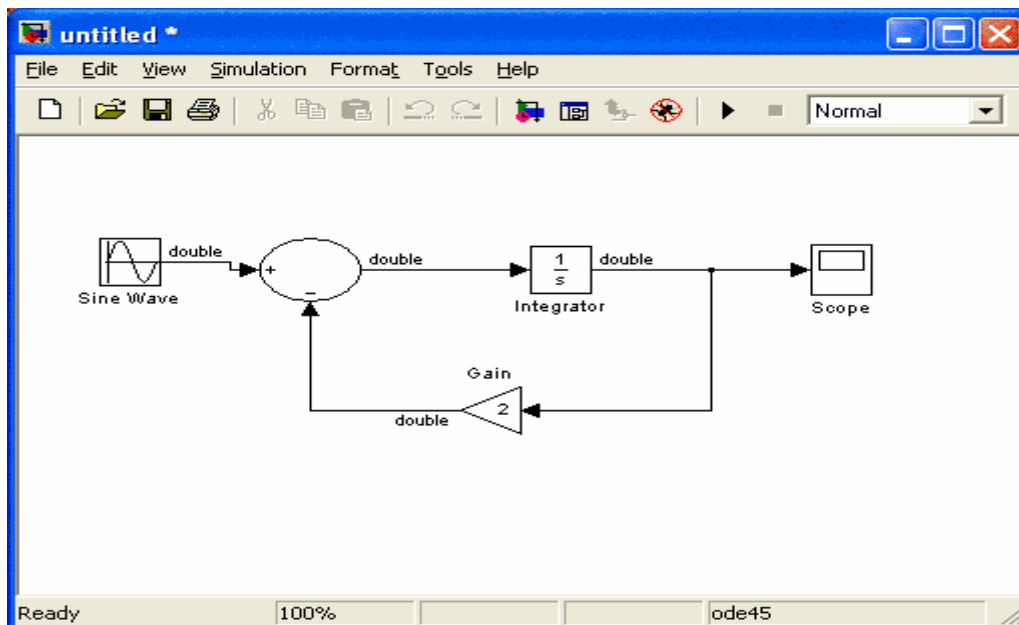 untitled *
File Edit View Simulation Format Tools Help
Normal
double
+
−
Sine Wave
double
1
s
Integrator
double
Scope
Gain
2
double
Ready 100% ode45